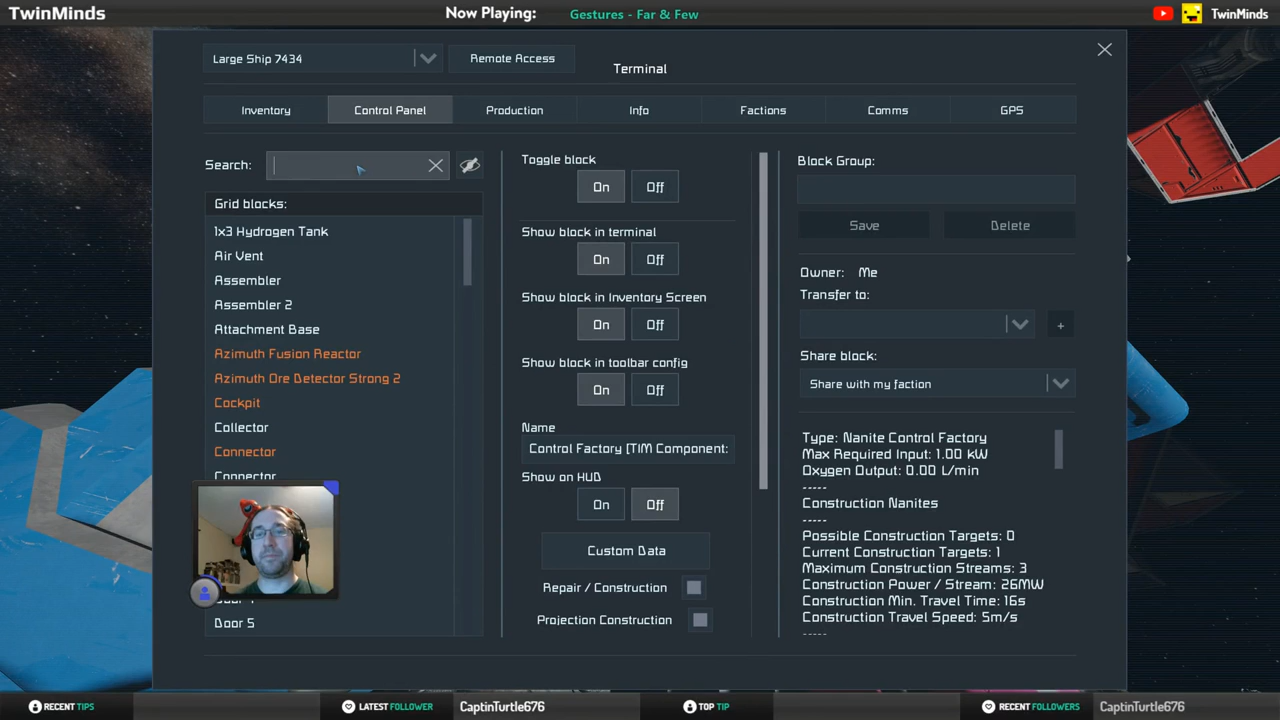 TwinMinds
Now Playing: Gestures - Far & Few
TwinMinds
Large Ship 7434
Remote Access
Terminal
Inventory
Control Panel
Production
Info
Factions
Comms
GPS
Search:
Grid blocks:
1x3 Hydrogen Tank
Air Vent
Assembler
Assembler 2
Attachment Base
Azimuth Fusion Reactor
Azimuth Ore Detector Strong 2
Cockpit
Collector
Connector
Connector
Door 5
Toggle block
On Off
Show block in terminal
On Off
Show block in Inventory Screen
On Off
Show block in toolbar config
On Off
Name
Control Factory [TIM Component:
Show on HUD
On Off
Custom Data
Repair / Construction
Projection Construction
Block Group:
Save Delete
Owner: Me
Transfer to:
+
Share block:
Share with my faction
Type: Nanite Control Factory
Max Required Input: 1.00 kW
Oxygen Output: 0.00 L/min
-----
Construction Nanites
-----
Possible Construction Targets: 0
Current Construction Targets: 1
Maximum Construction Streams: 3
Construction Power / Stream: 26MW
Construction Min. Travel Time: 16s
Construction Travel Speed: 5m/s
-----
RECENT TIPS
LATEST FOLLOWER CaptinTurtle676
TOP TIP
RECENT FOLLOWERS CaptinTurtle676